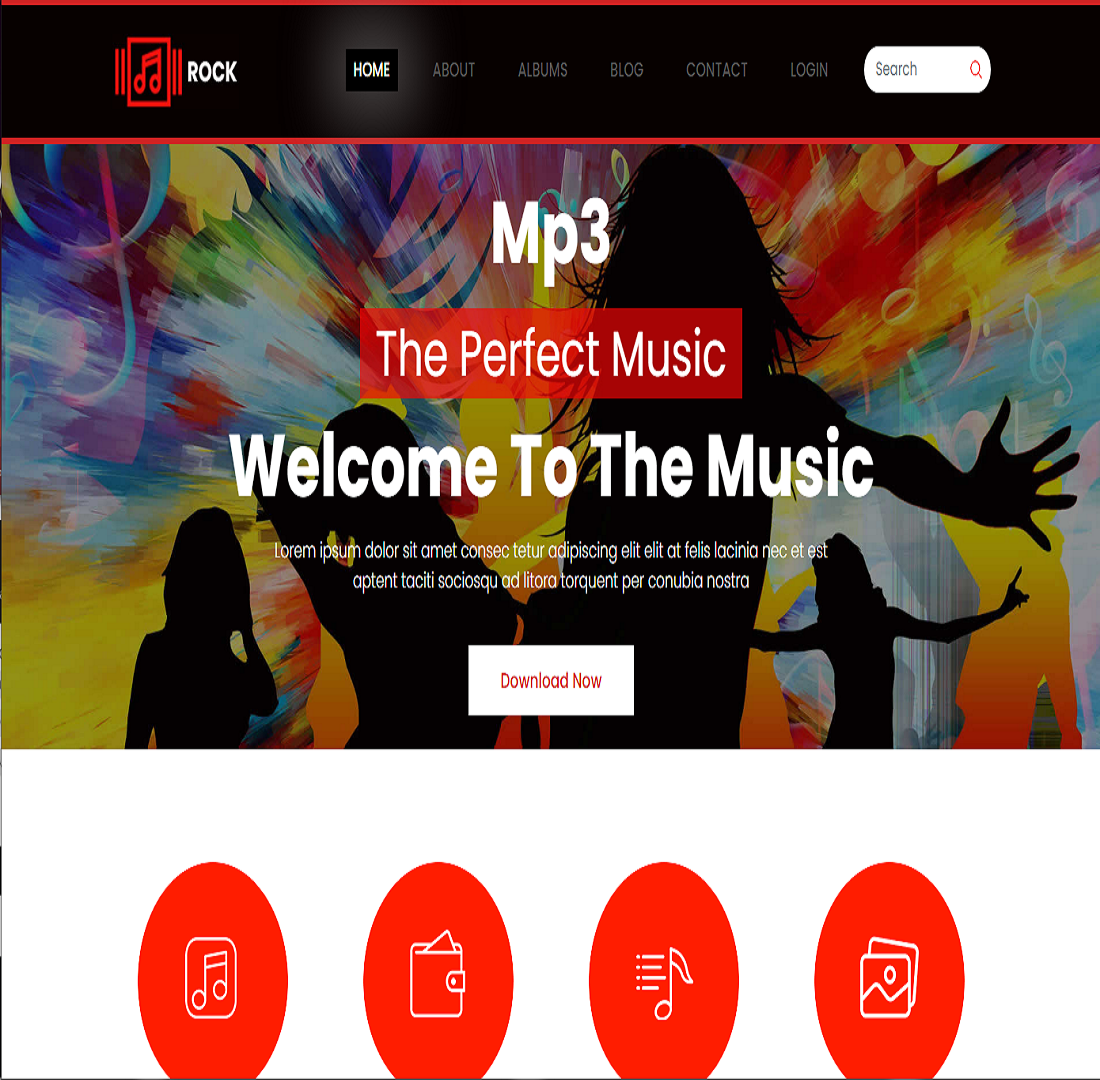 ROCK
HOME ABOUT ALBUMS BLOG CONTACT LOGIN Search
Mp3
The Perfect Music
Welcome To The Music
Lorem ipsum dolor sit amet consec tetur adipiscing elit elit at felis lacinia nec et est
aptent taciti sociosqu ad litora torquent per conubia nostra
Download Now